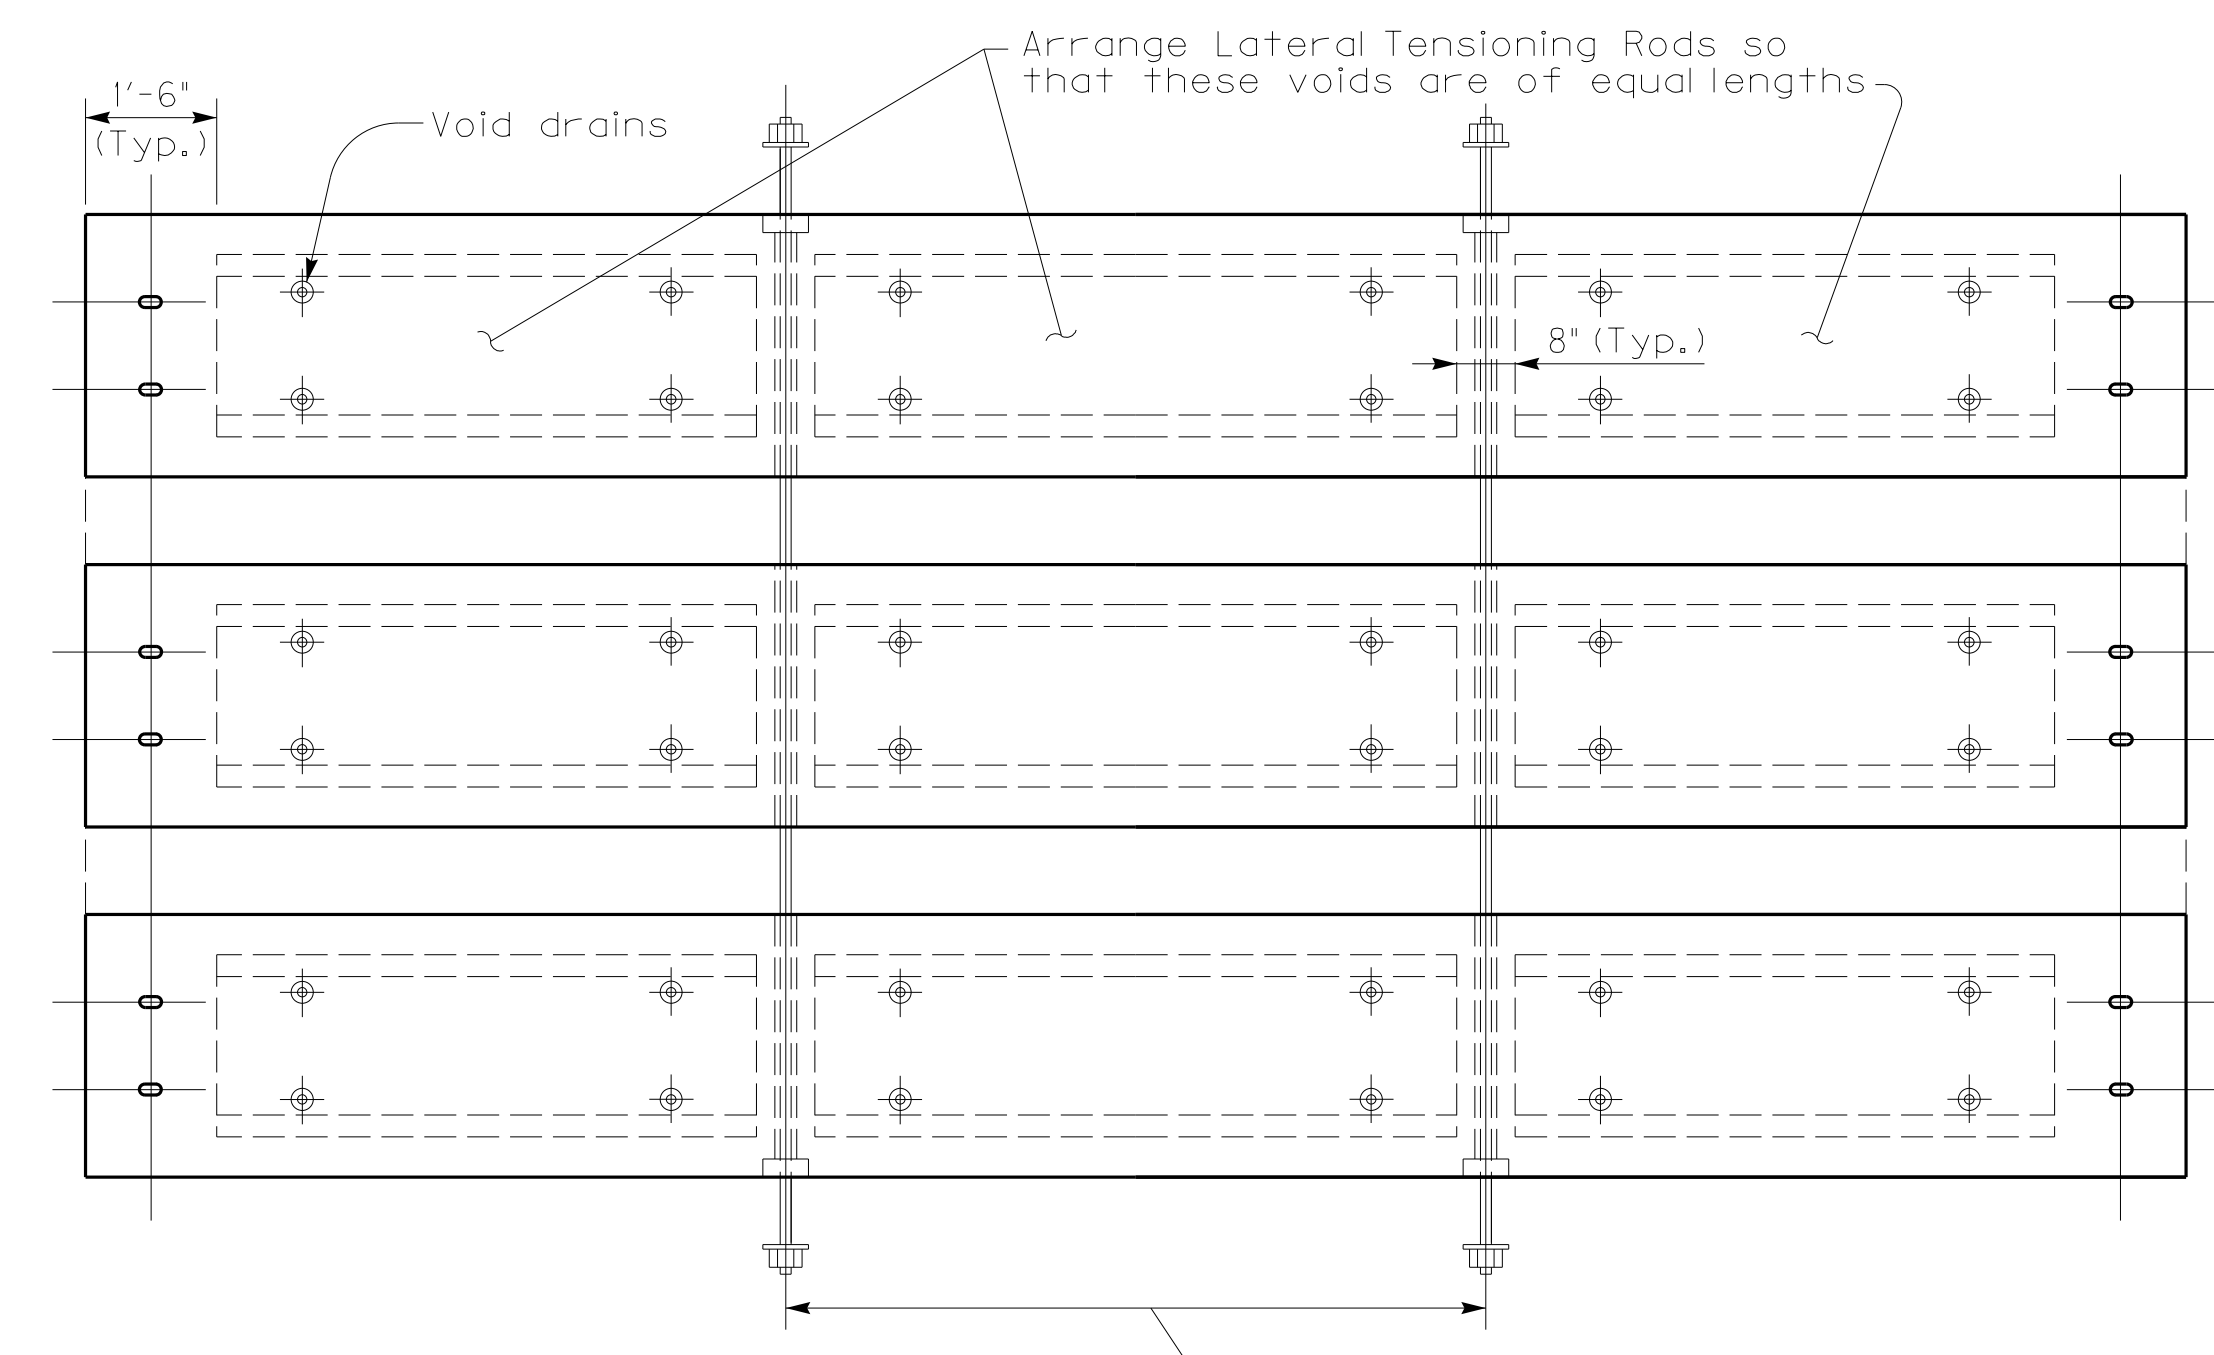 Arrange Lateral Tensioning Rods so
that these voids are of equal lengths
1'-6"
(Typ.)
Void drains
8" (Typ.)